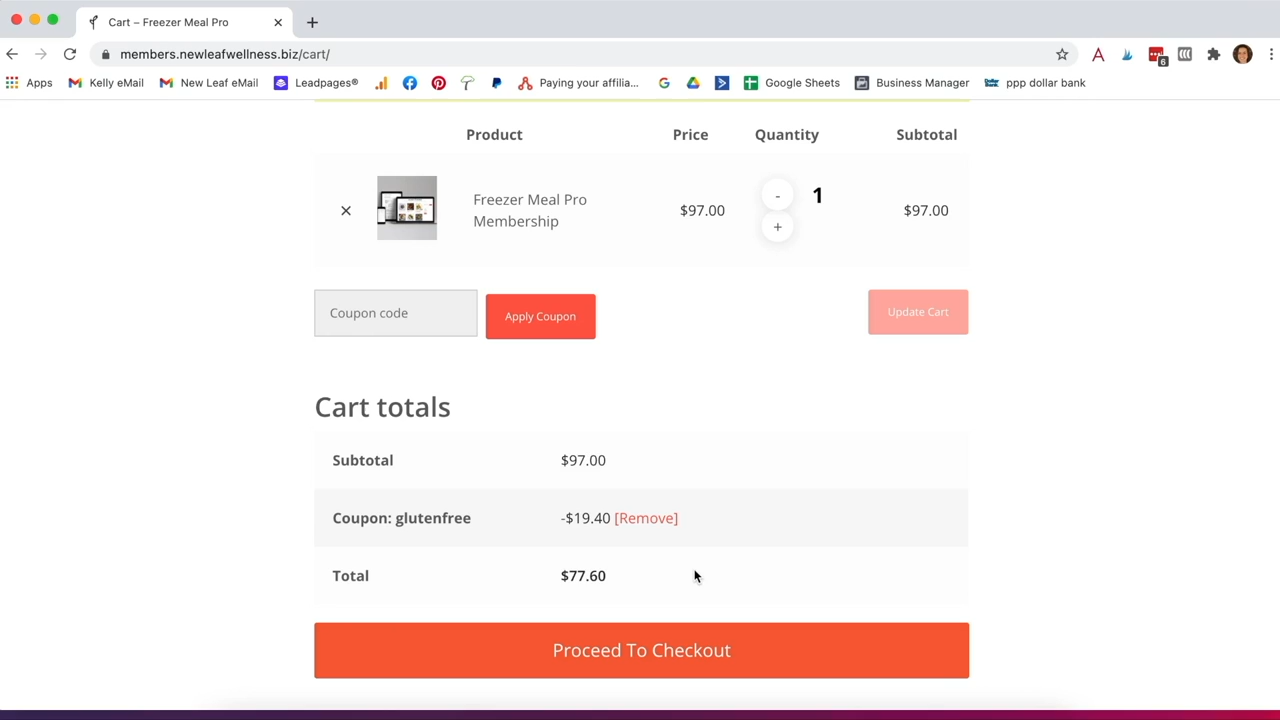 Cart – Freezer Meal Pro
members.newleafwellness.biz/cart/
6
Apps Kelly eMail New Leaf eMail Leadpages® Paying your affilia... Google Sheets Business Manager ppp dollar bank
Product Price Quantity Subtotal
Freezer Meal Pro
Membership
$97.00 - 1 $97.00
+
Coupon code Apply Coupon Update Cart
Cart totals
Subtotal $97.00
Coupon: glutenfree -$19.40 [Remove]
Total $77.60
Proceed To Checkout